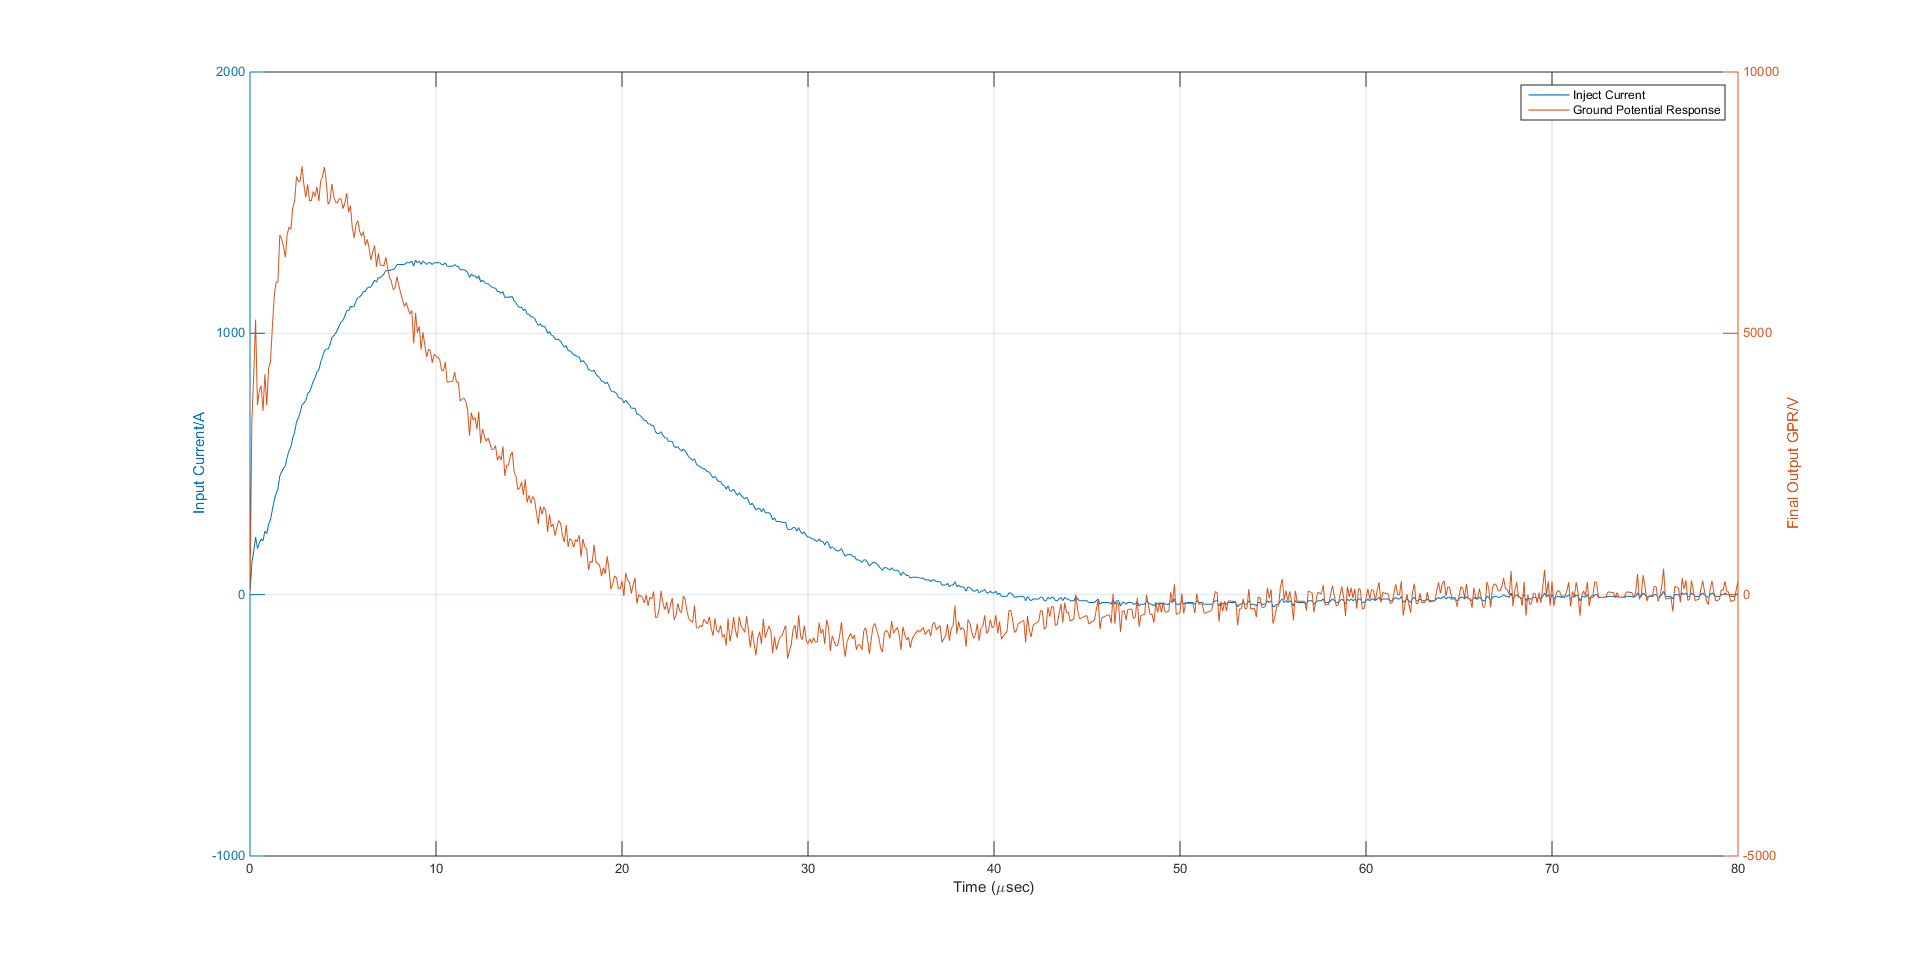 2000
10000
Inject Current
Ground Potential Response
1000
5000
Input Current/A
Final Output GPR/V
0
0
-1000
-5000
0 10 20 30 40 50 60 70 80
Time (μsec)